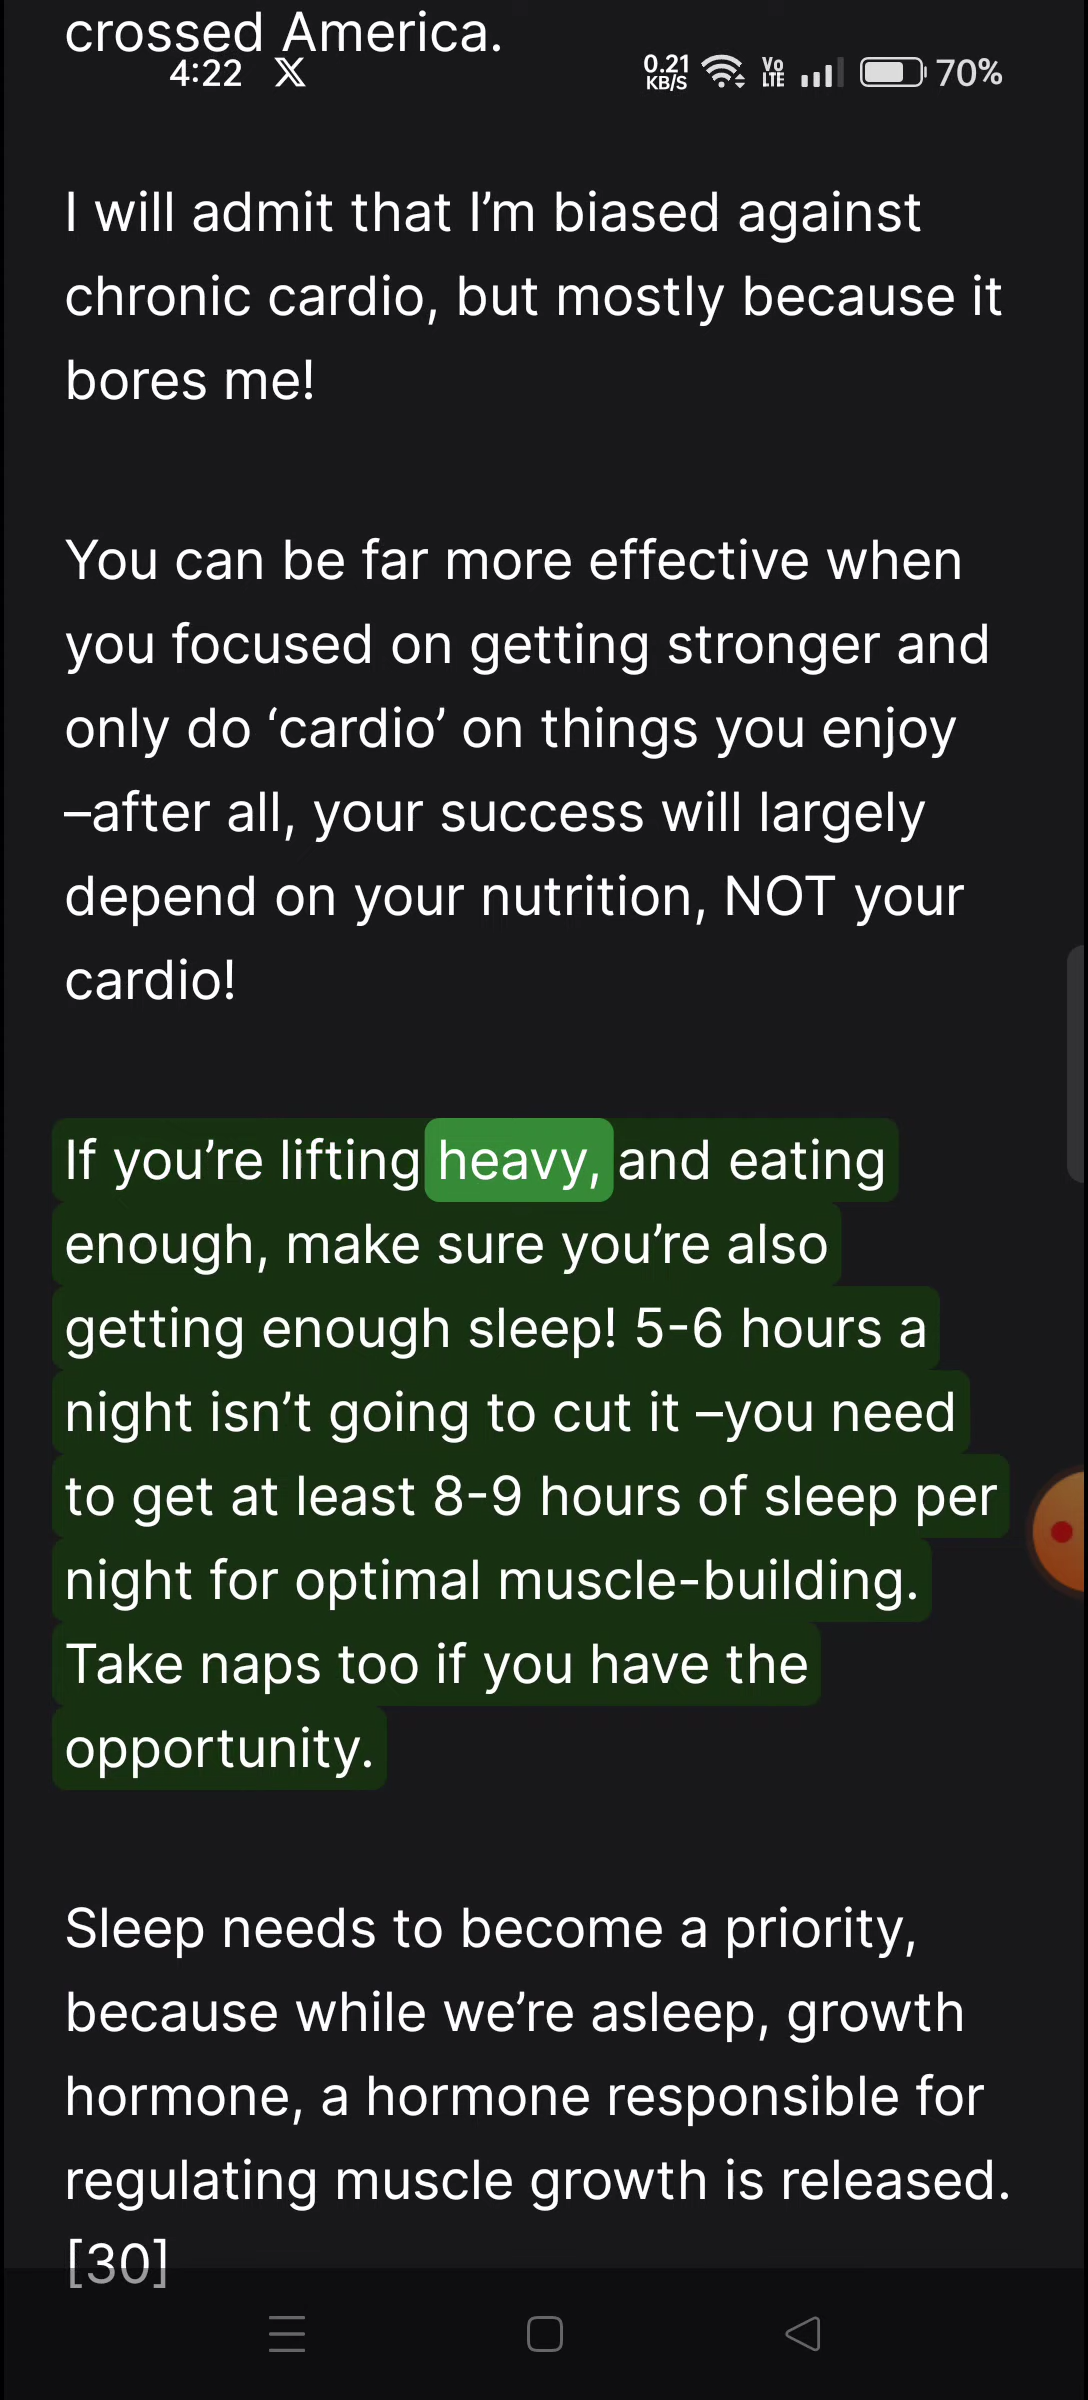 crossed America.
4:22 X 0.21 KB/S Vo LTE 70%
I will admit that I’m biased against
chronic cardio, but mostly because it
bores me!
You can be far more effective when
you focused on getting stronger and
only do ‘cardio’ on things you enjoy
–after all, your success will largely
depend on your nutrition, NOT your
cardio!
If you’re lifting heavy, and eating
enough, make sure you’re also
getting enough sleep! 5-6 hours a
night isn’t going to cut it –you need
to get at least 8-9 hours of sleep per
night for optimal muscle-building.
Take naps too if you have the
opportunity.
Sleep needs to become a priority,
because while we’re asleep, growth
hormone, a hormone responsible for
regulating muscle growth is released.
[30]